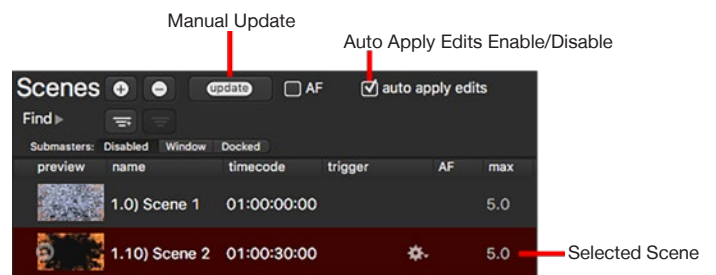 Manual Update
Auto Apply Edits Enable/Disable
Scenes update AF auto apply edits
Find
Submasters: Disabled Window Docked
preview name timecode trigger AF max
1.0) Scene 1 01:00:00:00 5.0
1.10) Scene 2 01:00:30:00 5.0 Selected Scene